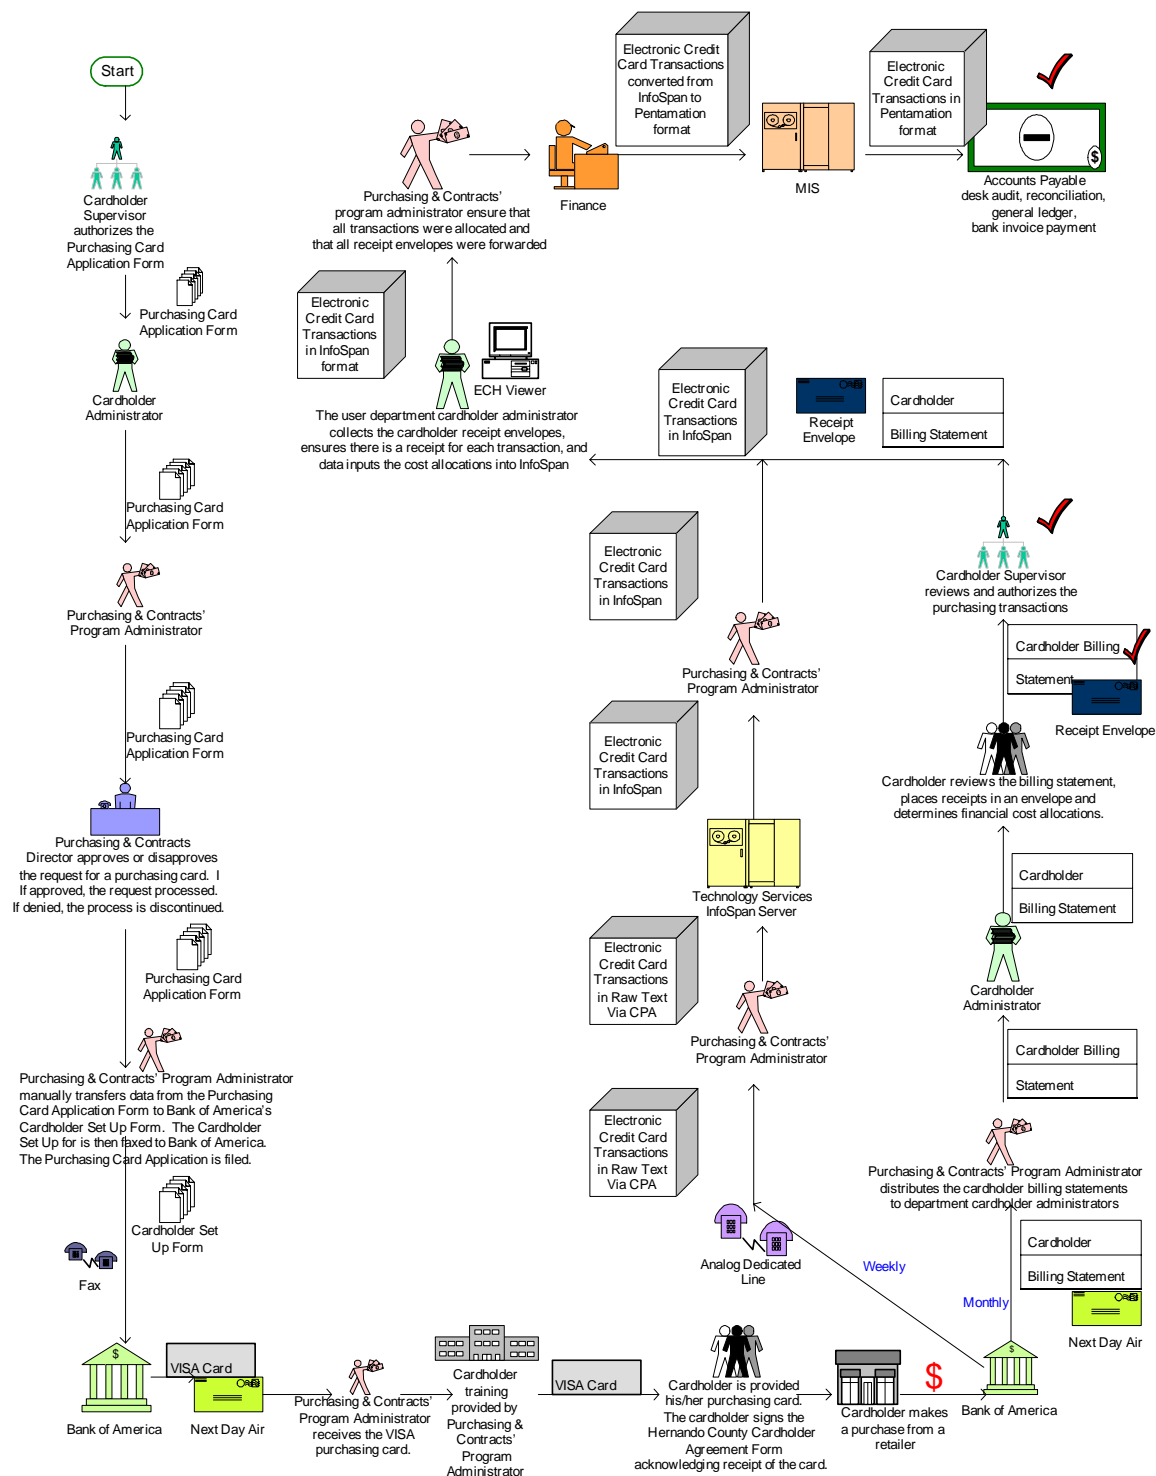 Start
Cardholder
Supervisor
authorizes the
Purchasing Card
Application Form
Purchasing Card
Application Form
Cardholder
Administrator
Purchasing Card
Application Form
Purchasing & Contracts'
Program Administrator
Purchasing Card
Application Form
Purchasing & Contracts
Director approves or disapproves
the request for a purchasing card. I
If approved, the request processed.
If denied, the process is discontinued.
Purchasing Card
Application Form
Purchasing & Contracts' Program Administrator
manually transfers data from the Purchasing
Card Application Form to Bank of America's
Cardholder Set Up Form. The Cardholder
Set Up for is then faxed to Bank of America.
The Purchasing Card Application is filed.
Cardholder Set
Up Form
Fax
$
Bank of America
VISA Card
Next Day Air
Purchasing & Contracts'
Program Administrator
receives the VISA
purchasing card.
Cardholder
training
provided by
Purchasing &
Contracts'
Program
Administrator
VISA Card
Cardholder is provided
his/her purchasing card.
The cardholder signs the
Hernando County Cardholder
Agreement Form
acknowledging receipt of the card.
Cardholder makes
a purchase from a
retailer
$
$
Bank of America
Weekly
Analog Dedicated
Line
Electronic
Credit Card
Transactions
in Raw Text
Via CPA
Purchasing & Contracts'
Program Administrator
Electronic
Credit Card
Transactions
in Raw Text
Via CPA
Technology Services
InfoSpan Server
Electronic
Credit Card
Transactions
in InfoSpan
Purchasing & Contracts'
Program Administrator
Electronic
Credit Card
Transactions
in InfoSpan
Monthly
Cardholder
Billing Statement
Next Day Air
Purchasing & Contracts' Program Administrator
distributes the cardholder billing statements
to department cardholder administrators
Cardholder Billing
Statement
Cardholder
Administrator
Cardholder
Billing Statement
Cardholder reviews the billing statement,
places receipts in an envelope and
determines financial cost allocations.
Cardholder Billing
Statement
Receipt Envelope
Cardholder Supervisor
reviews and authorizes the
purchasing transactions
Electronic
Credit Card
Transactions
in InfoSpan
Receipt
Envelope
Cardholder
Billing Statement
The user department cardholder administrator
collects the cardholder receipt envelopes,
ensures there is a receipt for each transaction, and
data inputs the cost allocations into InfoSpan
ECH Viewer
Electronic
Credit Card
Transactions
in InfoSpan
format
Purchasing & Contracts'
program administrator ensure that
all transactions were allocated and
that all receipt envelopes were forwarded
Finance
Electronic Credit
Card Transactions
converted from
InfoSpan to
Pentamation
format
MIS
Electronic
Credit Card
Transactions in
Pentamation
format
$
Accounts Payable
desk audit, reconciliation,
general ledger,
bank invoice payment